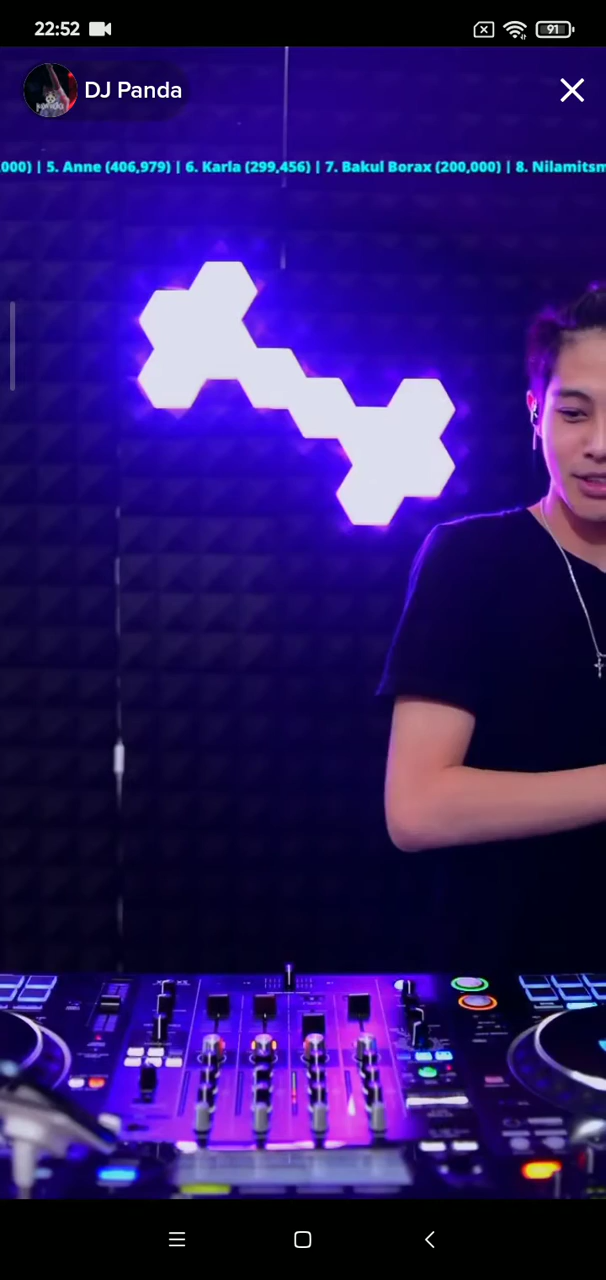 22:52
91
DJ Panda
000) | 5. Anne (406,979) | 6. Karla (299,456) | 7. Bakul Borax (200,000) | 8. Nilamitsm